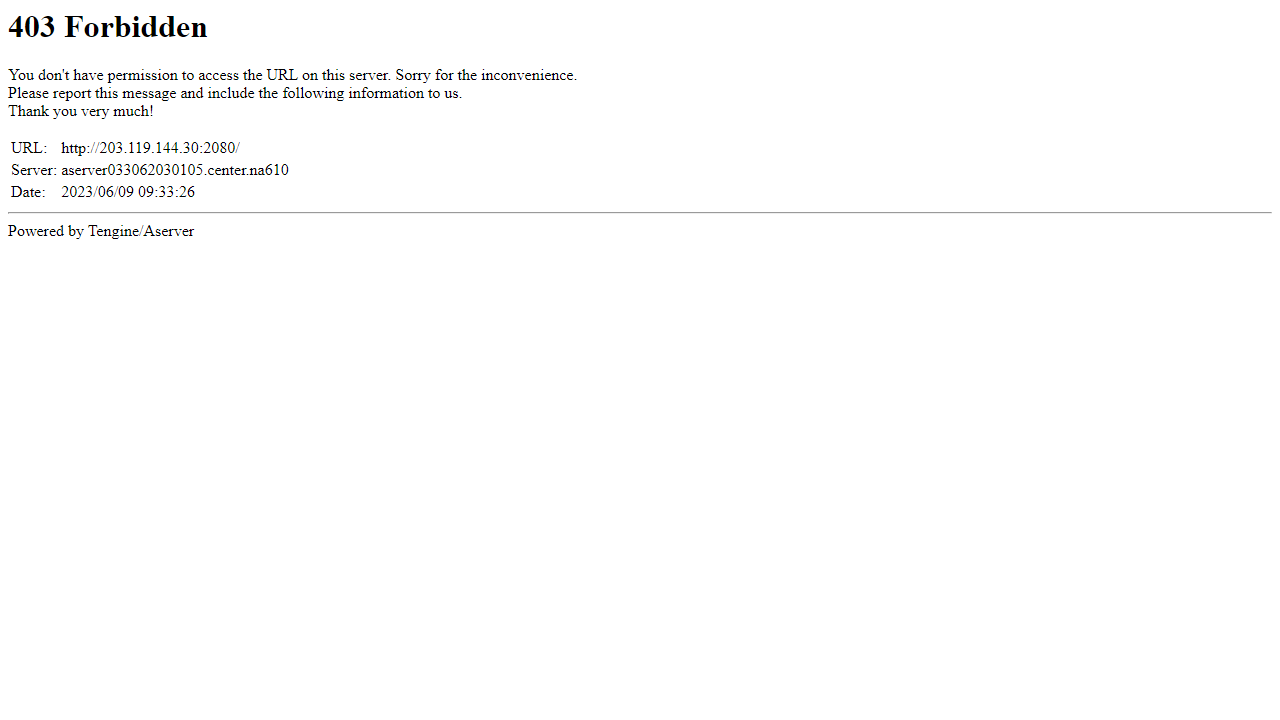 403 Forbidden
You don't have permission to access the URL on this server. Sorry for the inconvenience.
Please report this message and include the following information to us.
Thank you very much!
URL: http://203.119.144.30:2080/
Server: aserver033062030105.center.na610
Date: 2023/06/09 09:33:26
Powered by Tengine/Aserver